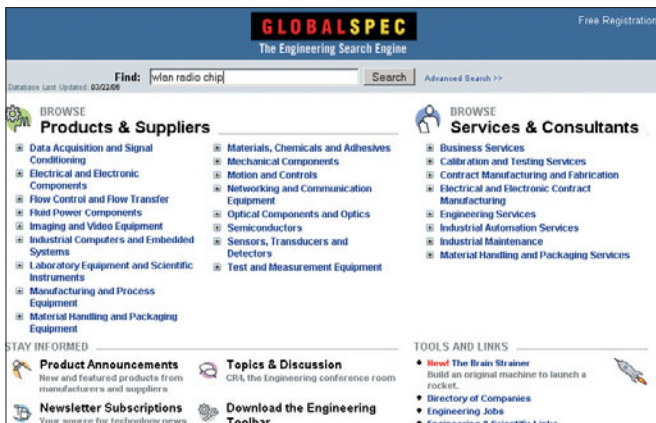 GLOBALSPEC
The Engineering Search Engine
Free Registration
Find: wlan radio chip Search Advanced Search >>
Database Last Updated: 03/22/06
BROWSE
Products & Suppliers
Data Acquisition and Signal
Conditioning
Electrical and Electronic
Components
Flow Control and Flow Transfer
Fluid Power Components
Imaging and Video Equipment
Industrial Computers and Embedded
Systems
Laboratory Equipment and Scientific
Instruments
Manufacturing and Process
Equipment
Material Handling and Packaging
Equipment
Materials, Chemicals and Adhesives
Mechanical Components
Motion and Controls
Networking and Communication
Equipment
Optical Components and Optics
Semiconductors
Sensors, Transducers and
Detectors
Test and Measurement Equipment
BROWSE
Services & Consultants
Business Services
Calibration and Testing Services
Contract Manufacturing and Fabrication
Electrical and Electronic Contract
Manufacturing
Engineering Services
Industrial Automation Services
Industrial Maintenance
Material Handling and Packaging Services
STAY INFORMED
Product Announcements
New and featured products from
manufacturers and suppliers
Newsletter Subscriptions
Your source for technology news
Topics & Discussion
CR4, the Engineering conference room
Download the Engineering
Toolbar
TOOLS AND LINKS
New! The Brain Strainer
Build an original machine to launch a
rocket.
Directory of Companies
Engineering Jobs
Engineering & Scientific Links